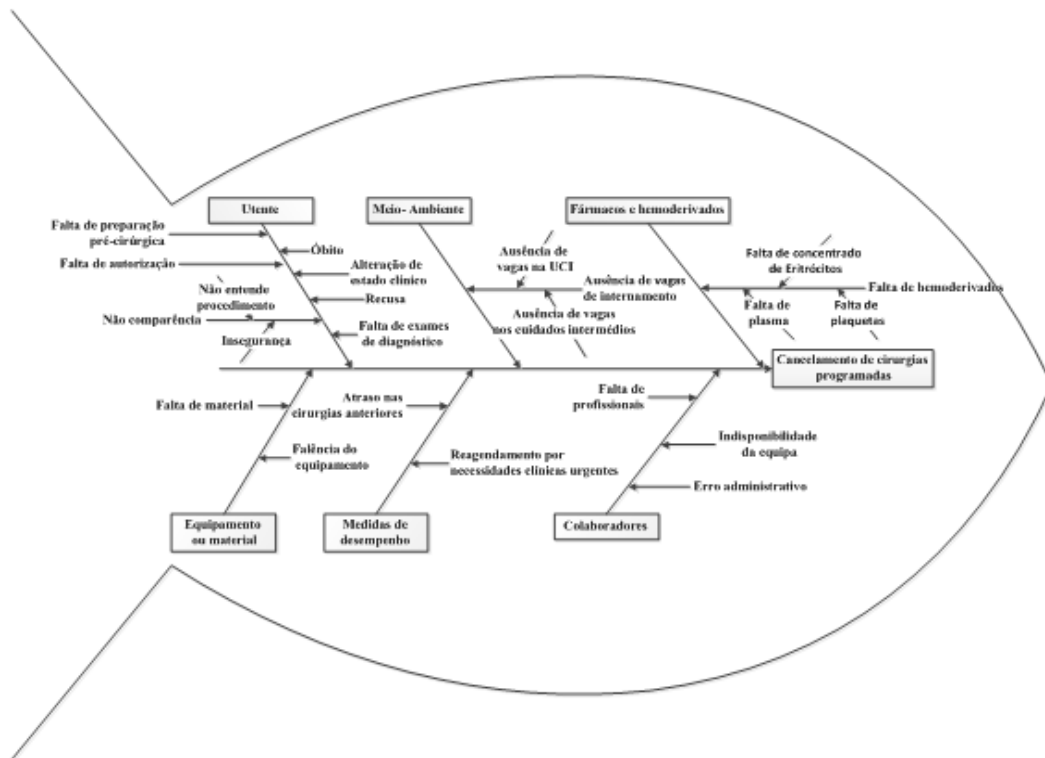 Utente
Meio- Ambiente
Fármacos e hemoderivados
Falta de preparação
pré-cirúrgica
Óbito
Falta de autorização
Alteração de
estado clínico
Não entende
procedimento
Recusa
Não comparência
Insegurança
Falta de exames
de diagnóstico
Ausência de
vagas na UCI
Ausência de vagas
de internamento
Ausência de vagas
nos cuidados intermédios
Falta de concentrado
de Eritrócitos
Falta de hemoderivados
Falta de
plasma
Falta de
plaquetas
Cancelamento de cirurgias
programadas
Falta de material
Falência do
equipamento
Atraso nas
cirurgias anteriores
Reagendamento por
necessidades clínicas urgentes
Falta de
profissionais
Indisponibilidade
da equipa
Erro administrativo
Equipamento
ou material
Medidas de
desempenho
Colaboradores